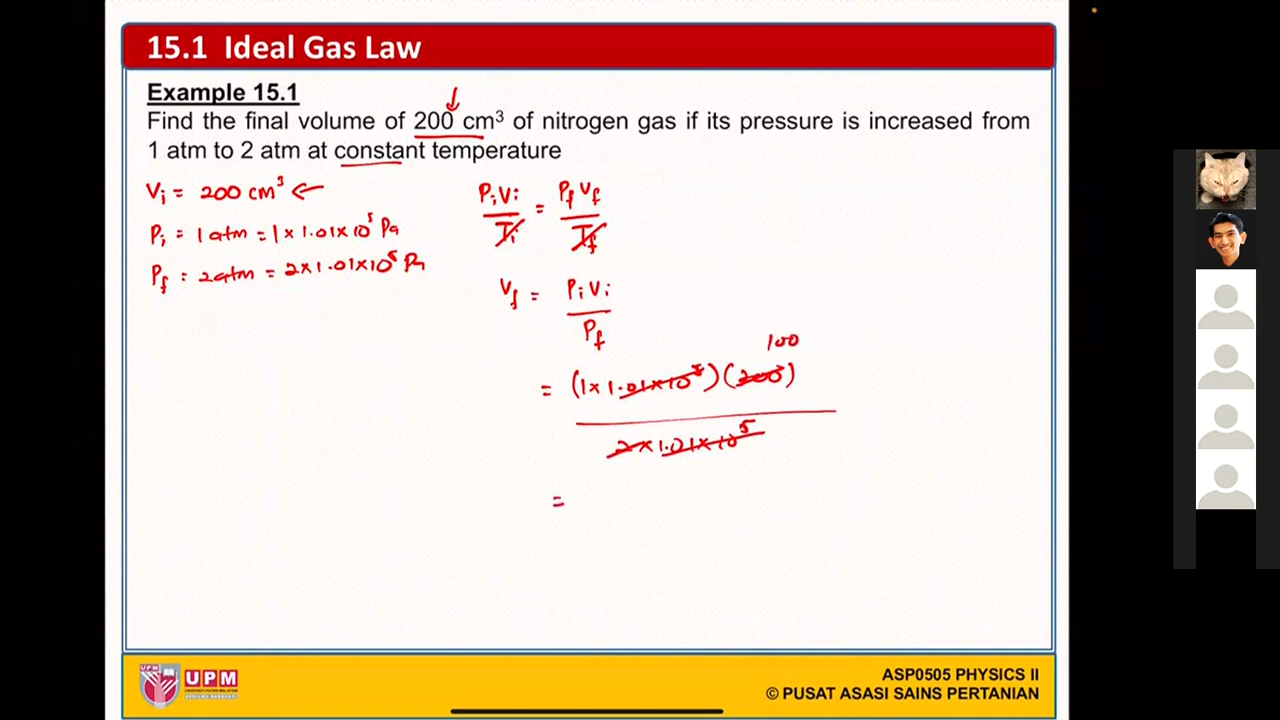 15.1 Ideal Gas Law
Example 15.1
Find the final volume of 200 cm³ of nitrogen gas if its pressure is increased from
1 atm to 2 atm at constant temperature
Vi = 200 cm³ ←
Pi = 1 atm = 1 × 1.01×10⁵ Pa
Pf = 2 atm = 2 × 1.01×10⁵ Pa
PiVi/Ti = PfVf/Tf
Vf = PiVi/Pf
100
= (1 × 1.01×10⁵)(200)
2 × 1.01×10⁵
=
UPM
UPM
ASP0505 PHYSICS II
© PUSAT ASASI SAINS PERTANIAN